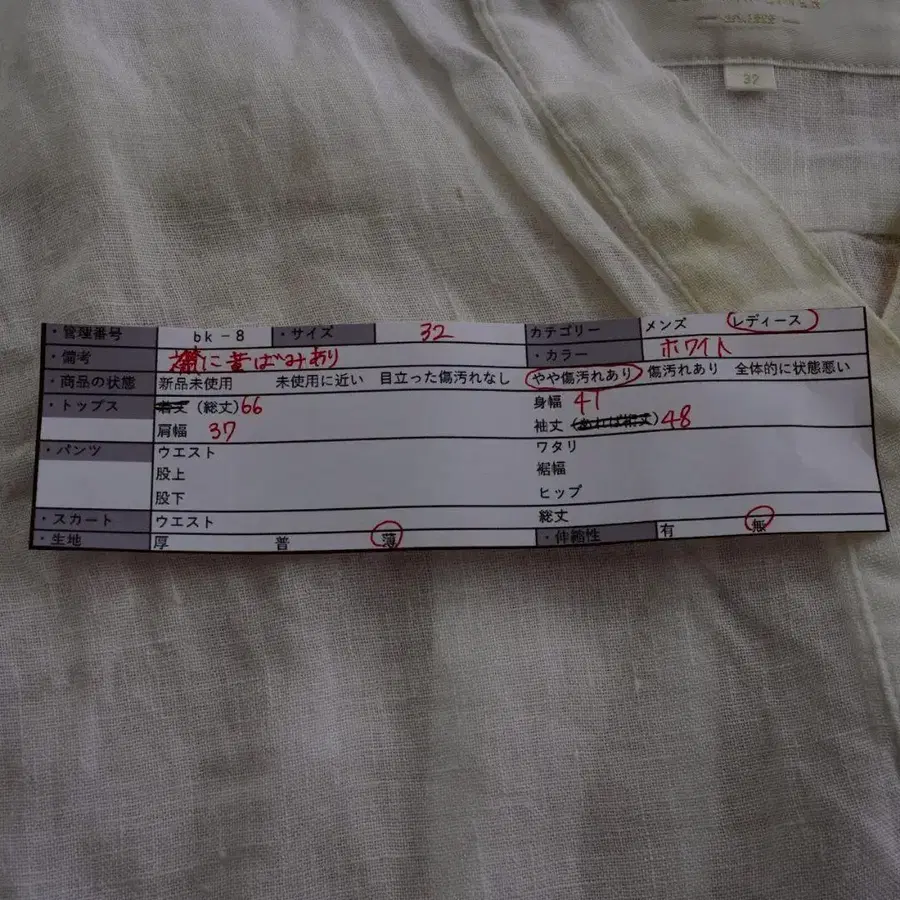 32
・管理番号 bk-8 ・サイズ 32 カテゴリー メンズ レディース
・備考 襟に黄ばみあり ・カラー ホワイト
・商品の状態 新品未使用 未使用に近い 目立った傷汚れなし やや傷汚れあり 傷汚れあり 全体的に状態悪い
・トップス 着丈 (総丈)66 身幅 41
肩幅 37 袖丈 (あれば裄丈)48
・パンツ ウエスト ワタリ
股上 裾幅
股下 ヒップ
・スカート ウエスト 総丈
・生地 厚 普 薄 ・伸縮性 有 無